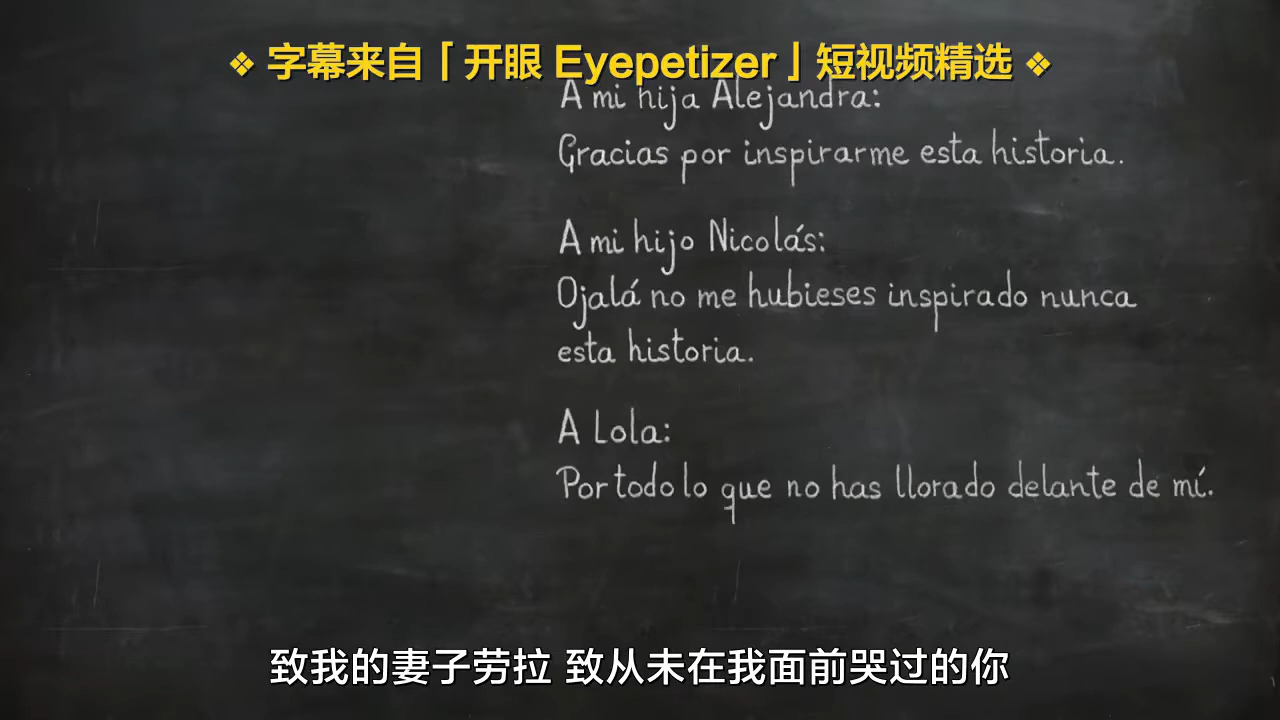 ❖ 字幕来自「开眼 Eyepetizer」短视频精选 ❖
A mi hija Alejandra:
Gracias por inspirarme esta historia.
A mi hijo Nicolás:
Ojalá no me hubieses inspirado nunca
esta historia.
A Lola:
Por todo lo que no has llorado delante de mí.
致我的妻子劳拉 致从未在我面前哭过的你